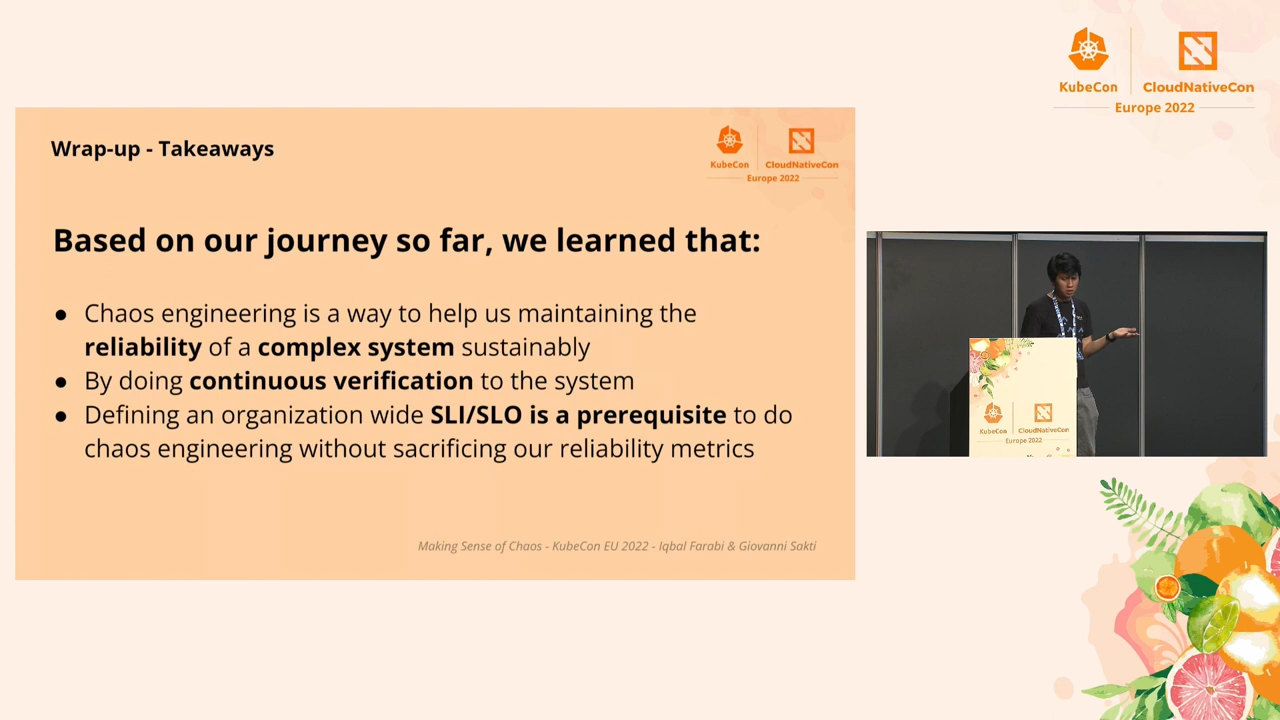 KubeCon
CloudNativeCon
Europe 2022
Wrap-up - Takeaways
KubeCon
CloudNativeCon
Europe 2022
Based on our journey so far, we learned that:
● Chaos engineering is a way to help us maintaining the
reliability of a complex system sustainably
● By doing continuous verification to the system
● Defining an organization wide SLI/SLO is a prerequisite to do
chaos engineering without sacrificing our reliability metrics
Making Sense of Chaos - KubeCon EU 2022 - Iqbal Farabi & Giovanni Sakti
KubeCon
CloudNativeCon
Europe 2022